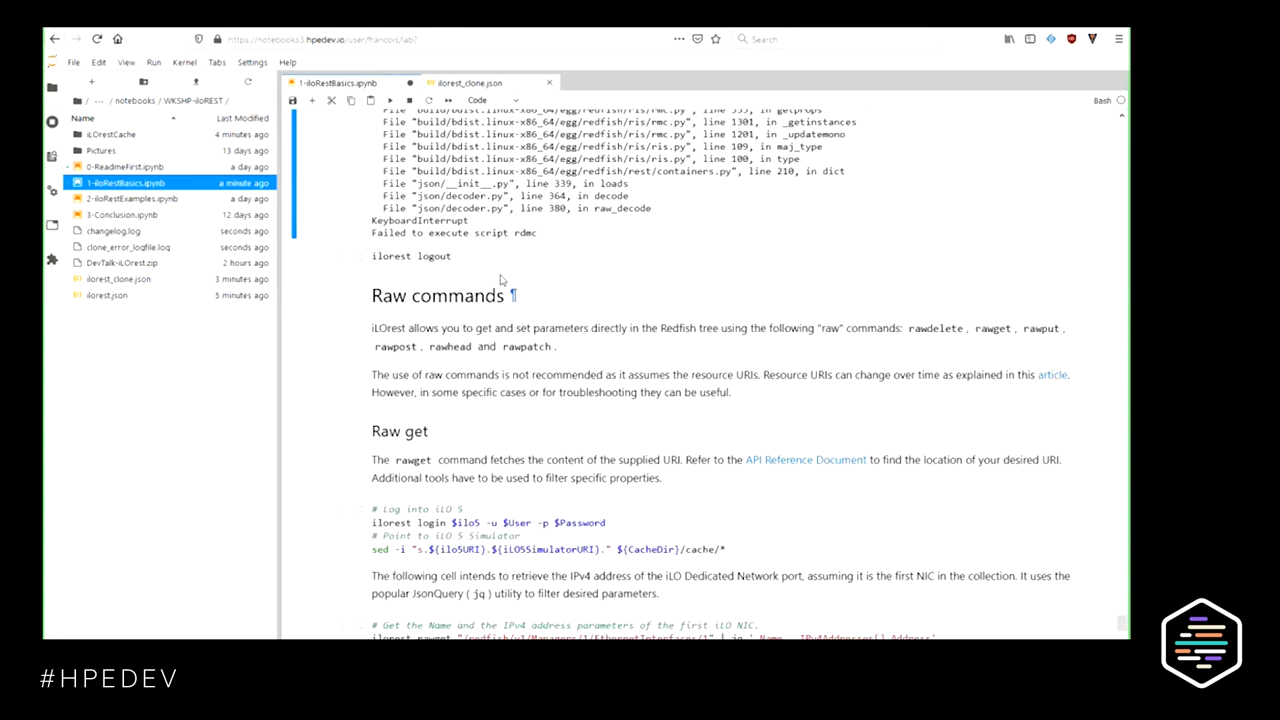 https://notebooks3.hpedev.io/user/francois/lab?
Search
File Edit View Run Kernel Tabs Settings Help
1-iloRestBasics.ipynb
ilorest_clone.json
Code
Bash
/ ··· / notebooks / WKSHP-iloREST /
Name Last Modified
iLOrestCache 4 minutes ago
Pictures 13 days ago
0-ReadmeFirst.ipynb a day ago
1-iloRestBasics.ipynb a minute ago
2-iloRestExamples.ipynb a day ago
3-Conclusion.ipynb 12 days ago
changelog.log seconds ago
clone_error_logfile.log seconds ago
DevTalk-iLOrest.zip 2 hours ago
ilorest_clone.json 3 minutes ago
ilorest.json 5 minutes ago
File "build/bdist.linux-x86_64/egg/redfish/ris/rmc.py", line 1301, in _getinstances
File "build/bdist.linux-x86_64/egg/redfish/ris/rmc.py", line 1201, in _updatemono
File "build/bdist.linux-x86_64/egg/redfish/ris/ris.py", line 109, in maj_type
File "build/bdist.linux-x86_64/egg/redfish/ris/ris.py", line 100, in type
File "build/bdist.linux-x86_64/egg/redfish/rest/containers.py", line 210, in dict
File "json/__init__.py", line 339, in loads
File "json/decoder.py", line 364, in decode
File "json/decoder.py", line 380, in raw_decode
KeyboardInterrupt
Failed to execute script rdmc
ilorest logout
Raw commands ¶
iLOrest allows you to get and set parameters directly in the Redfish tree using the following "raw" commands: rawdelete , rawget , rawput ,
rawpost , rawhead and rawpatch .
The use of raw commands is not recommended as it assumes the resource URIs. Resource URIs can change over time as explained in this article.
However, in some specific cases or for troubleshooting they can be useful.
Raw get
The rawget command fetches the content of the supplied URI. Refer to the API Reference Document to find the location of your desired URI.
Additional tools have to be used to filter specific properties.
# Log into iLO 5
ilorest login $ilo5 -u $User -p $Password
# Point to iLO 5 Simulator
sed -i "s.${ilo5URI}.${iLO5SimulatorURI}." ${CacheDir}/cache/*
The following cell intends to retrieve the IPv4 address of the iLO Dedicated Network port, assuming it is the first NIC in the collection. It uses the
popular JsonQuery ( jq ) utility to filter desired parameters.
# Get the Name and the IPv4 address parameters of the first iLO NIC.
#HPEDEV